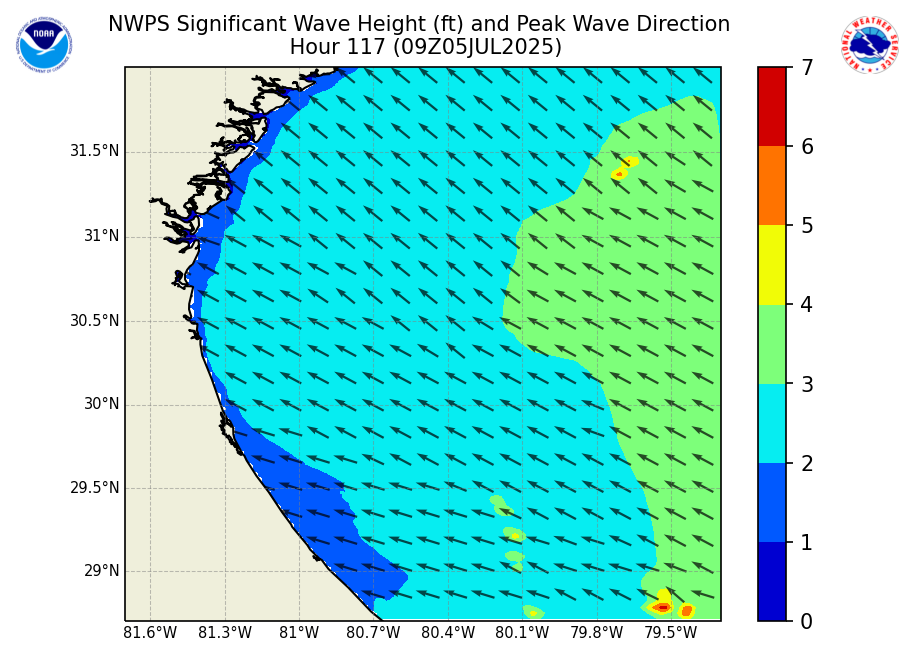 NWPS Significant Wave Height (ft) and Peak Wave Direction
Hour 117 (09Z05JUL2025)
NOAA
NATIONAL WEATHER SERVICE
31.5°N
31°N
30.5°N
30°N
29.5°N
29°N
81.6°W 81.3°W 81°W 80.7°W 80.4°W 80.1°W 79.8°W 79.5°W
7
6
5
4
3
2
1
0